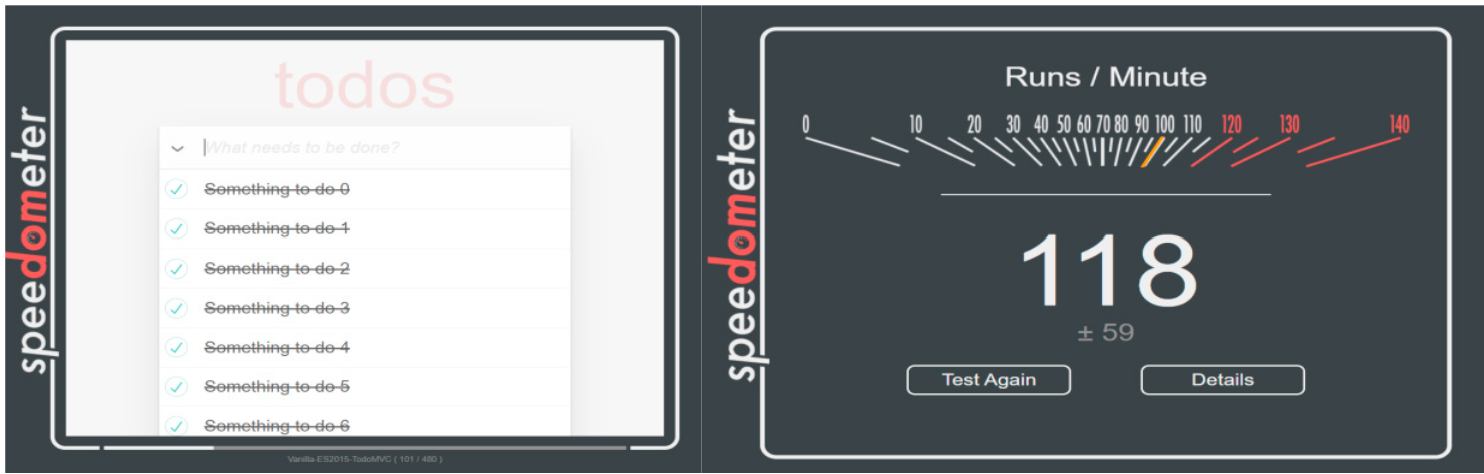 speedometer
todos
What needs to be done?
Something to do 0
Something to do 1
Something to do 2
Something to do 3
Something to do 4
Something to do 5
Something to do 6
Vanilla-ES2015-TodoMVC ( 101 / 480 )
speedometer
Runs / Minute
0 10 20 30 40 50 60 70 80 90 100 110 120 130 140
118
± 59
Test Again Details